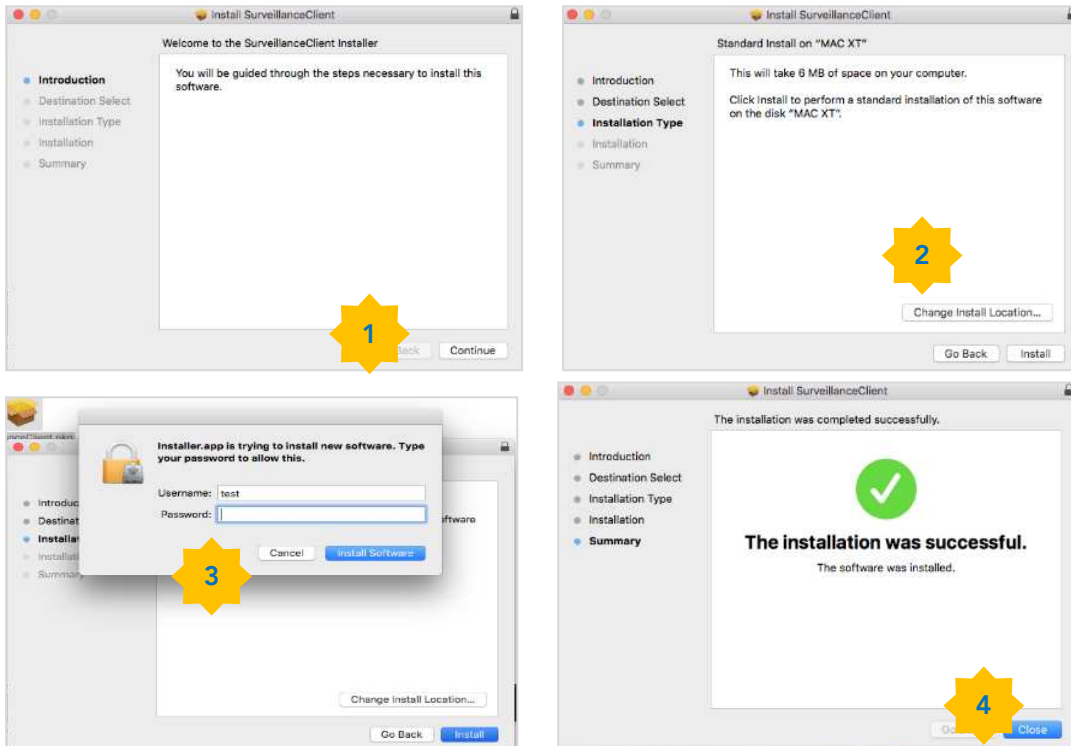 Install SurveillanceClient
Welcome to the SurveillanceClient Installer
Introduction
Destination Select
Installation Type
Installation
Summary
You will be guided through the steps necessary to install this
software.
1
Continue
Install SurveillanceClient
Standard Install on “MAC XT”
Introduction
Destination Select
Installation Type
Installation
Summary
This will take 6 MB of space on your computer.
Click Install to perform a standard installation of this software
on the disk “MAC XT”.
2
Change Install Location...
Go Back
Install
Installer.app is trying to install new software. Type
your password to allow this.
Username: test
Password:
Cancel
Install Software
3
Summary
Change Install Location...
Go Back
Install
Install SurveillanceClient
The installation was completed successfully.
Introduction
Destination Select
Installation Type
Installation
Summary
The installation was successful.
The software was installed.
4
Close